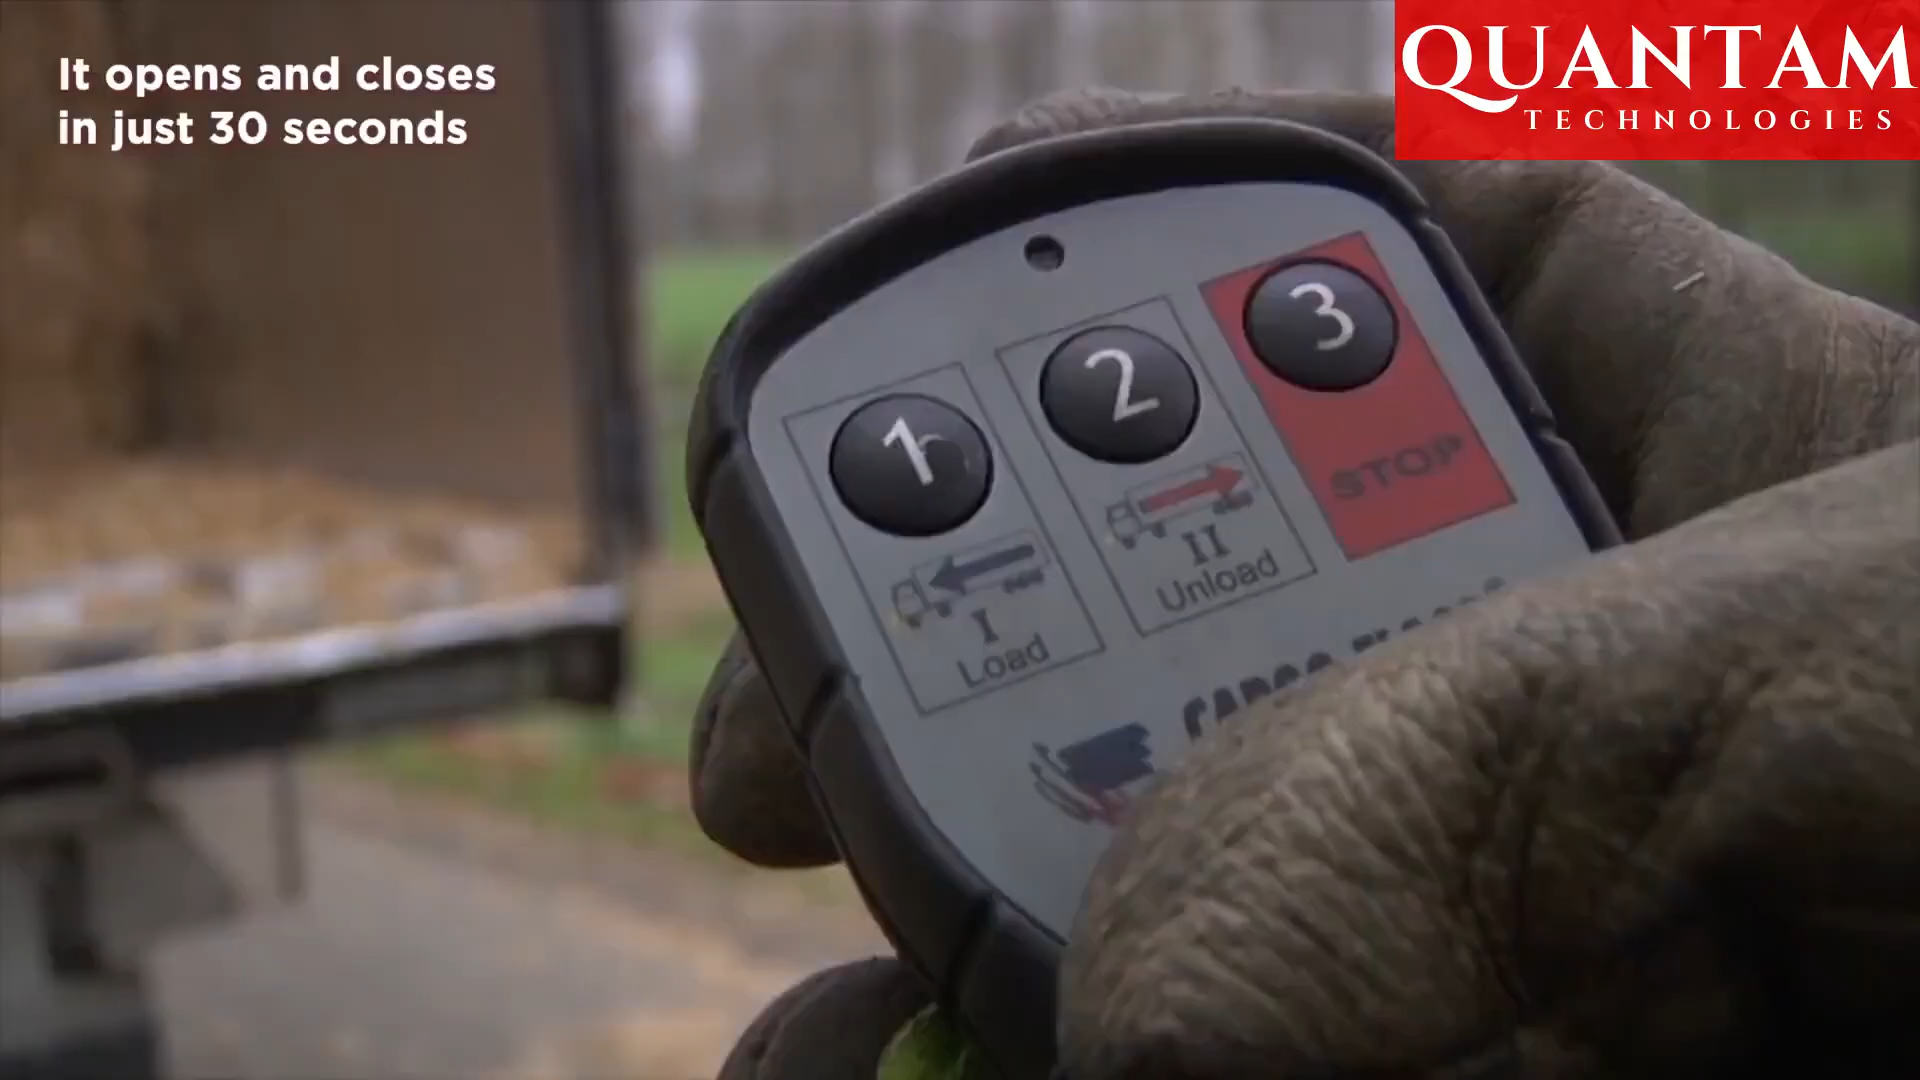 It opens and closes
in just 30 seconds
QUANTAM
TECHNOLOGIES
1
2
3
STOP
I
Load
II
Unload